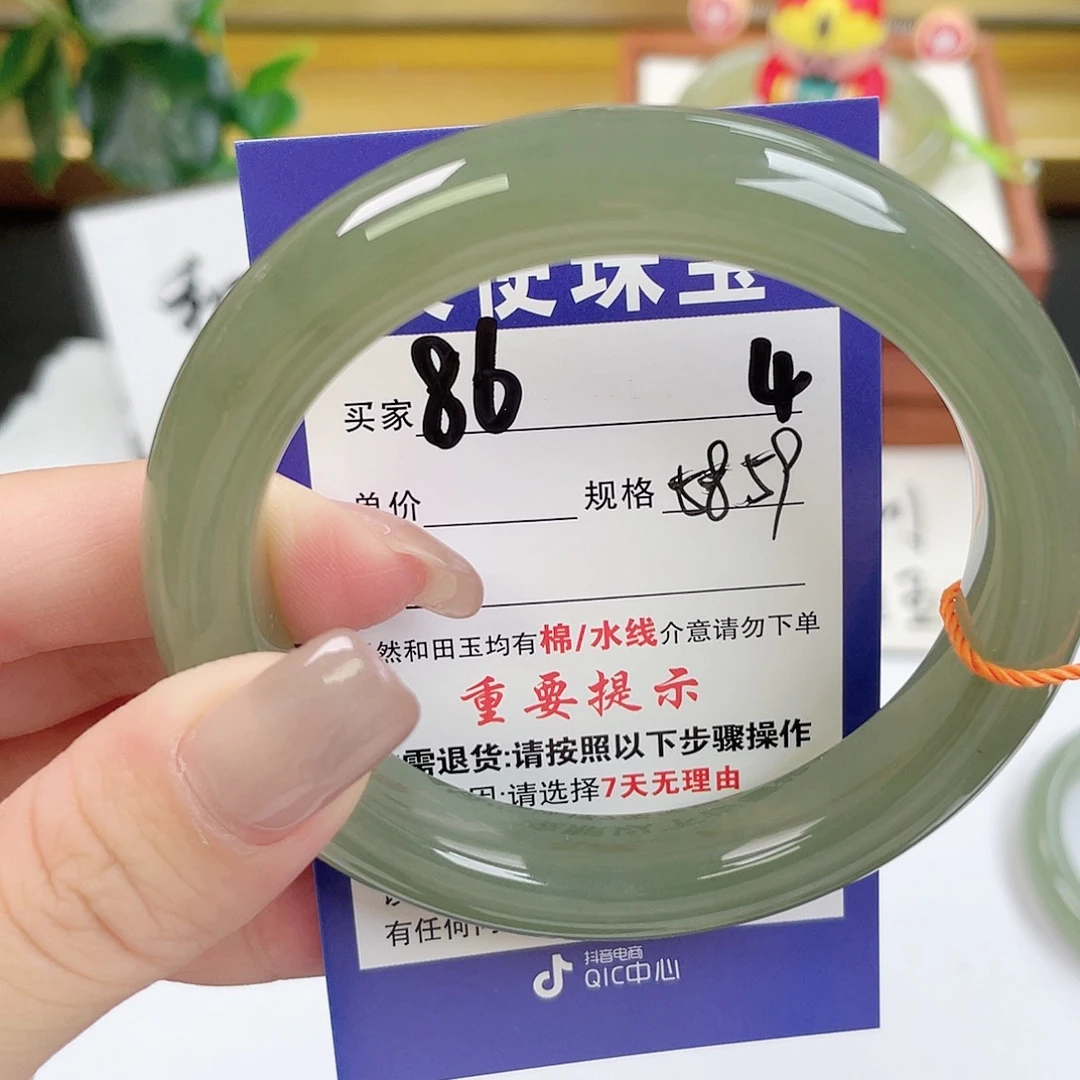 使珠宝
买家 86 4
单价 规格 5859
然和田玉均有棉/水线介意请勿下单
重要提示
需退货:请按照以下步骤操作
因:请选择7天无理由
有任何
抖音电商
QIC中心